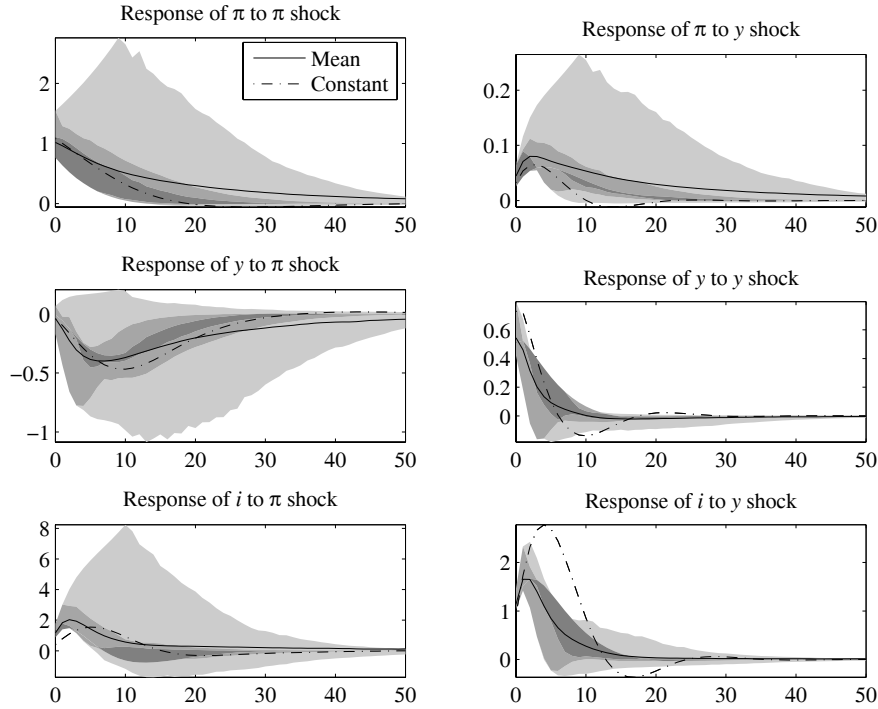 Response of π to π shock
2
1
0
0 10 20 30 40 50
Mean
Constant
Response of π to y shock
0.2
0.1
0
0 10 20 30 40 50
Response of y to π shock
0
−0.5
−1
0 10 20 30 40 50
Response of y to y shock
0.6
0.4
0.2
0
0 10 20 30 40 50
Response of i to π shock
8
6
4
2
0
0 10 20 30 40 50
Response of i to y shock
2
1
0
0 10 20 30 40 50